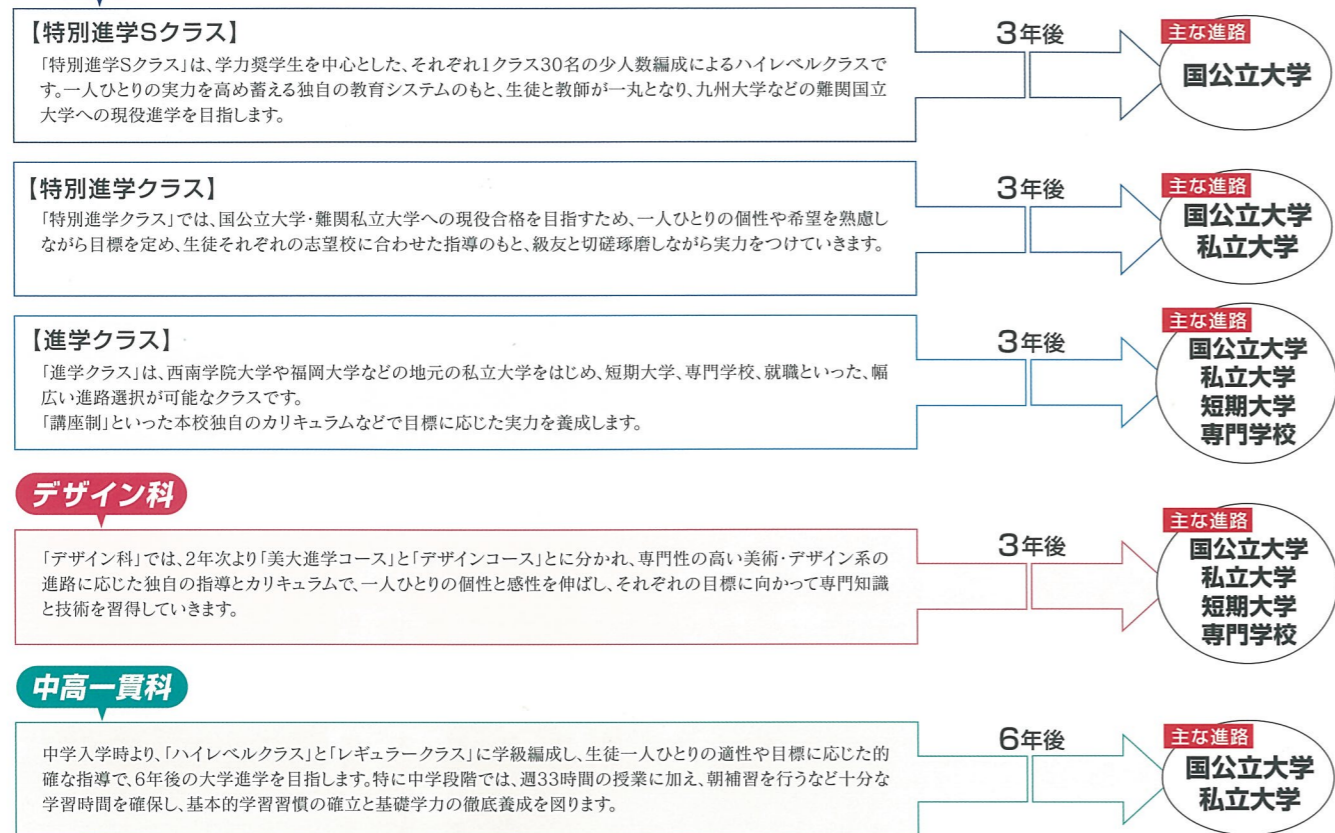 【特別進学Sクラス】
「特別進学Sクラス」は、学力奨学生を中心とした、それぞれ1クラス30名の少人数編成によるハイレベルクラスで
す。一人ひとりの実力を高め蓄える独自の教育システムのもと、生徒と教師が一丸となり、九州大学などの難関国立
大学への現役進学を目指します。
3年後
主な進路
国公立大学
【特別進学クラス】
「特別進学クラス」では、国公立大学・難関私立大学への現役合格を目指すため、一人ひとりの個性や希望を熟慮し
ながら目標を定め、生徒それぞれの志望校に合わせた指導のもと、級友と切磋琢磨しながら実力をつけていきます。
3年後
主な進路
国公立大学
私立大学
【進学クラス】
「進学クラス」は、西南学院大学や福岡大学などの地元の私立大学をはじめ、短期大学、専門学校、就職といった、幅
広い進路選択が可能なクラスです。
「講座制」といった本校独自のカリキュラムなどで目標に応じた実力を養成します。
3年後
主な進路
国公立大学
私立大学
短期大学
専門学校
デザイン科
「デザイン科」では、2年次より「美大進学コース」と「デザインコース」とに分かれ、専門性の高い美術・デザイン系の
進路に応じた独自の指導とカリキュラムで、一人ひとりの個性と感性を伸ばし、それぞれの目標に向かって専門知識
と技術を習得していきます。
3年後
主な進路
国公立大学
私立大学
短期大学
専門学校
中高一貫科
中学入学時より、「ハイレベルクラス」と「レギュラークラス」に学級編成し、生徒一人ひとりの適性や目標に応じた的
確な指導で、6年後の大学進学を目指します。特に中学段階では、週33時間の授業に加え、朝補習を行うなど十分な
学習時間を確保し、基本的学習習慣の確立と基礎学力の徹底養成を図ります。
6年後
主な進路
国公立大学
私立大学